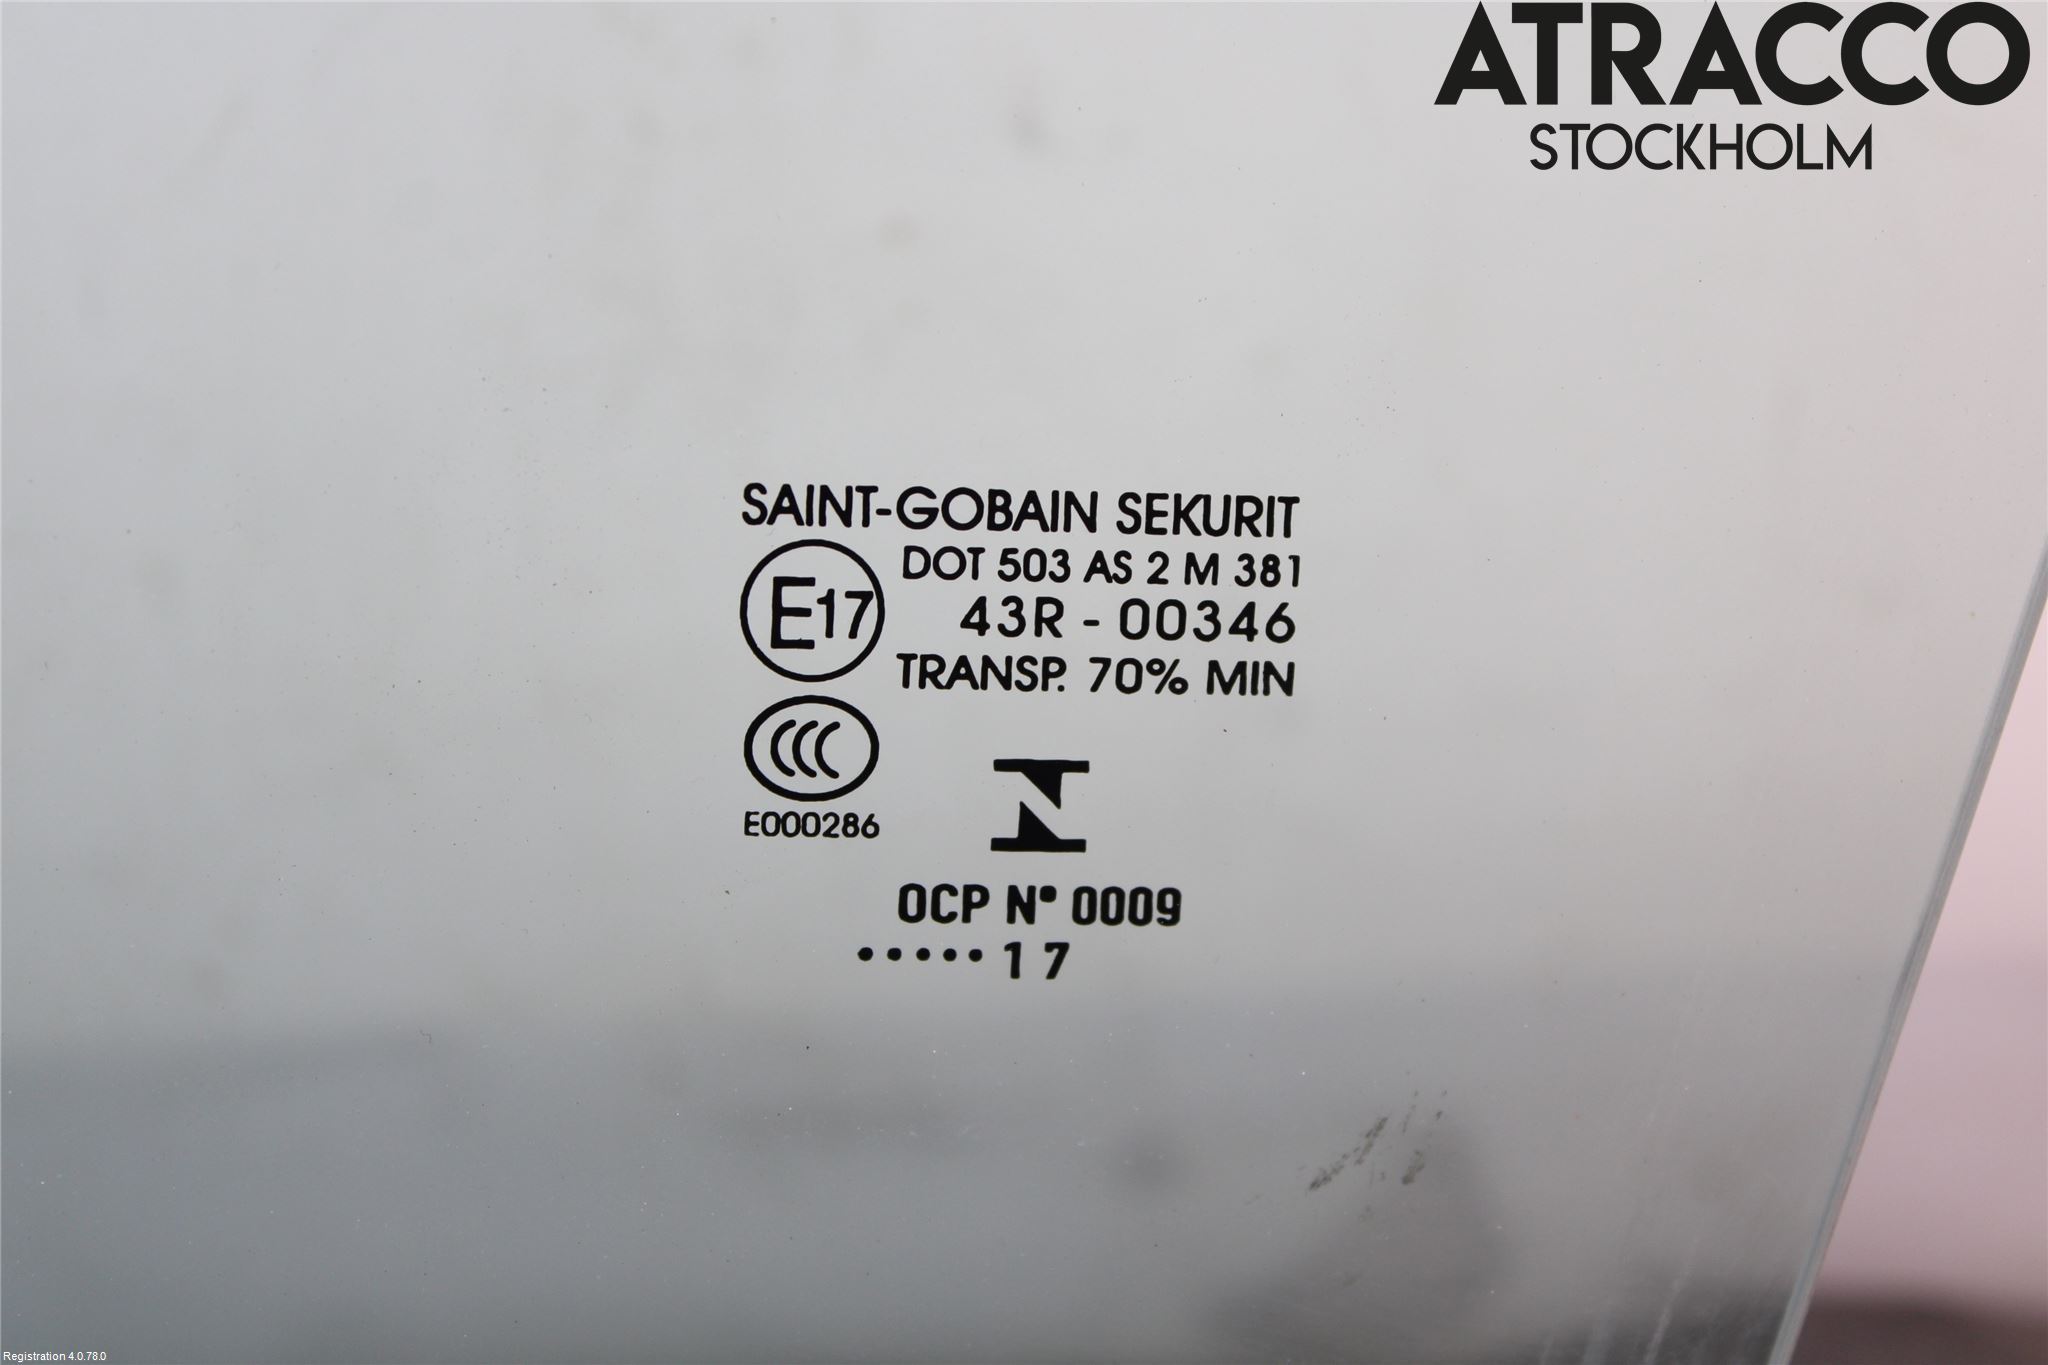 ATRACCO
STOCKHOLM
SAINT-GOBAIN SEKURIT
DOT 503 AS 2 M 381
E17
43R - 00346
TRANSP. 70% MIN
CCC
E000286
OCP N° 0009
•••••17
Registration 4.0.78.0